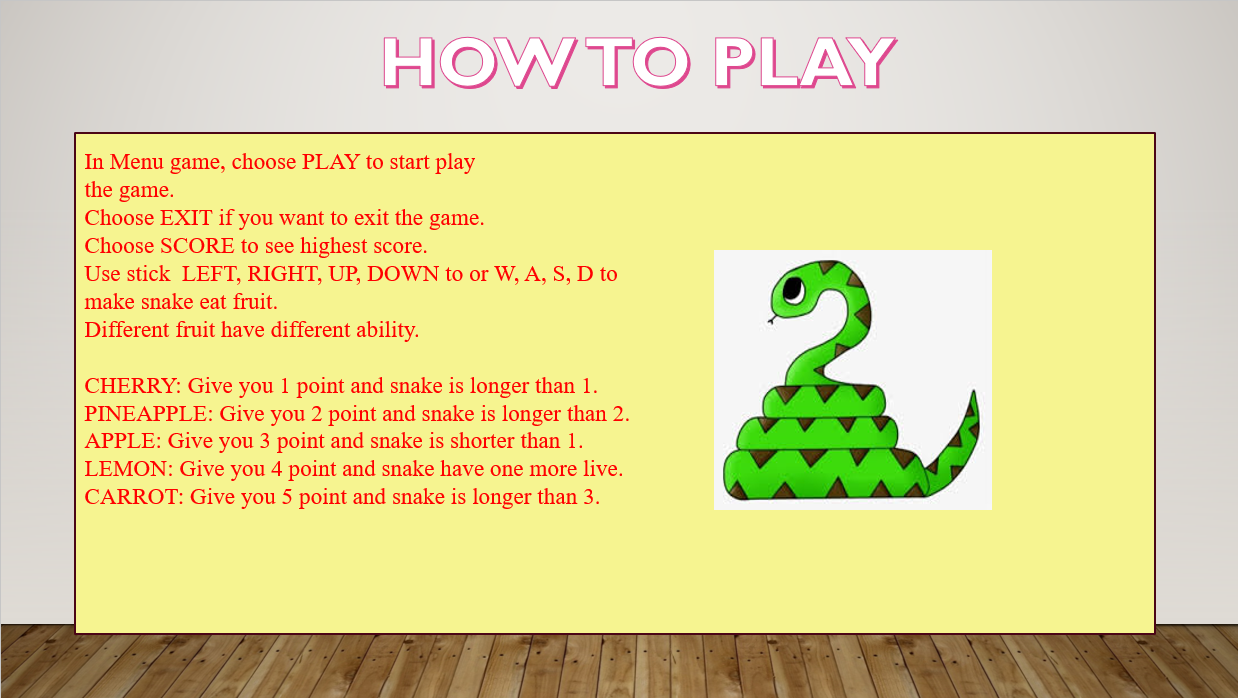 HOW TO PLAY
In Menu game, choose PLAY to start play
the game.
Choose EXIT if you want to exit the game.
Choose SCORE to see highest score.
Use stick  LEFT, RIGHT, UP, DOWN to or W, A, S, D to
make snake eat fruit.
Different fruit have different ability.
CHERRY: Give you 1 point and snake is longer than 1.
PINEAPPLE: Give you 2 point and snake is longer than 2.
APPLE: Give you 3 point and snake is shorter than 1.
LEMON: Give you 4 point and snake have one more live.
CARROT: Give you 5 point and snake is longer than 3.